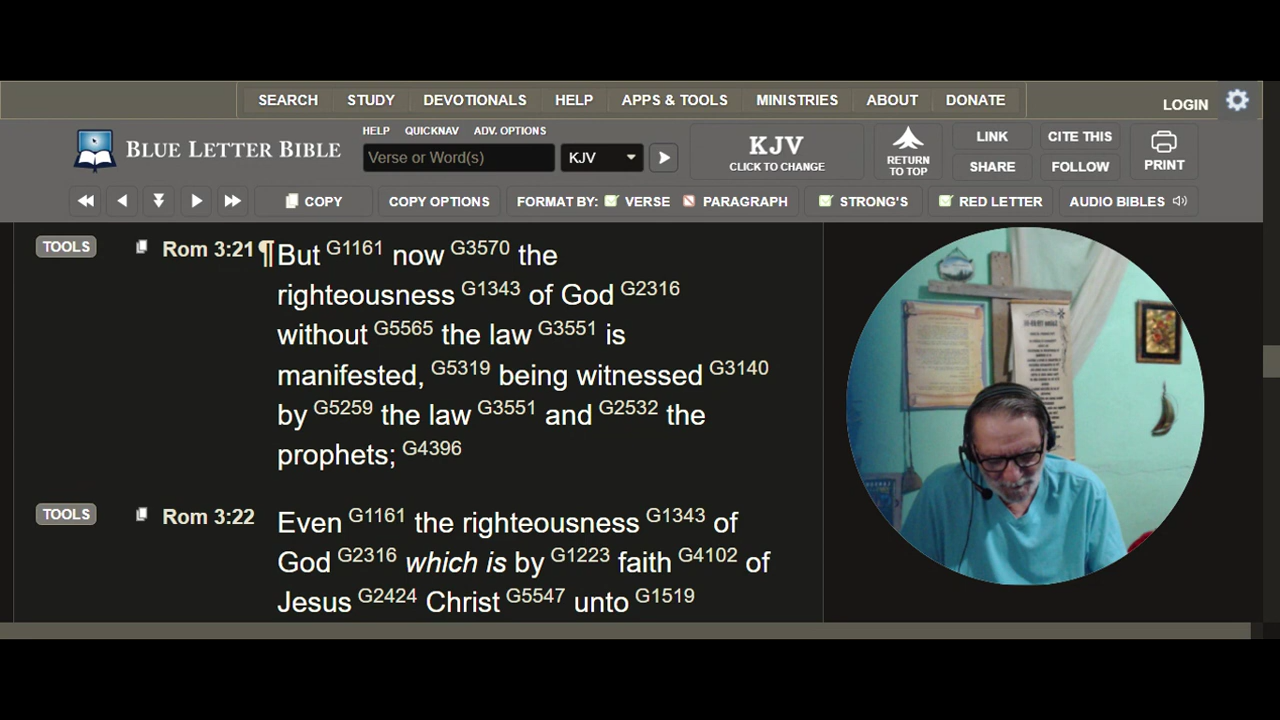 SEARCH STUDY DEVOTIONALS HELP APPS & TOOLS MINISTRIES ABOUT DONATE LOGIN
HELP QUICKNAV ADV. OPTIONS
BLUE LETTER BIBLE
Verse or Word(s) KJV
KJV
CLICK TO CHANGE
RETURN
TO TOP
LINK CITE THIS
SHARE FOLLOW
PRINT
COPY COPY OPTIONS FORMAT BY: VERSE PARAGRAPH STRONG'S RED LETTER AUDIO BIBLES
TOOLS Rom 3:21 ¶But G1161 now G3570 the
righteousness G1343 of God G2316
without G5565 the law G3551 is
manifested, G5319 being witnessed G3140
by G5259 the law G3551 and G2532 the
prophets; G4396
TOOLS Rom 3:22 Even G1161 the righteousness G1343 of
God G2316 which is by G1223 faith G4102 of
Jesus G2424 Christ G5547 unto G1519